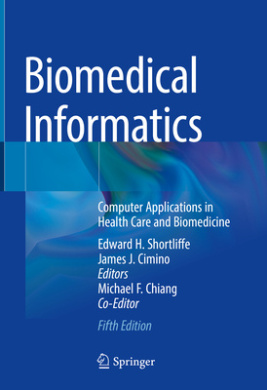 Biomedical
Informatics
Computer Applications in
Health Care and Biomedicine
Edward H. Shortliffe
James J. Cimino
Editors
Michael F. Chiang
Co-Editor
Fifth Edition
Springer